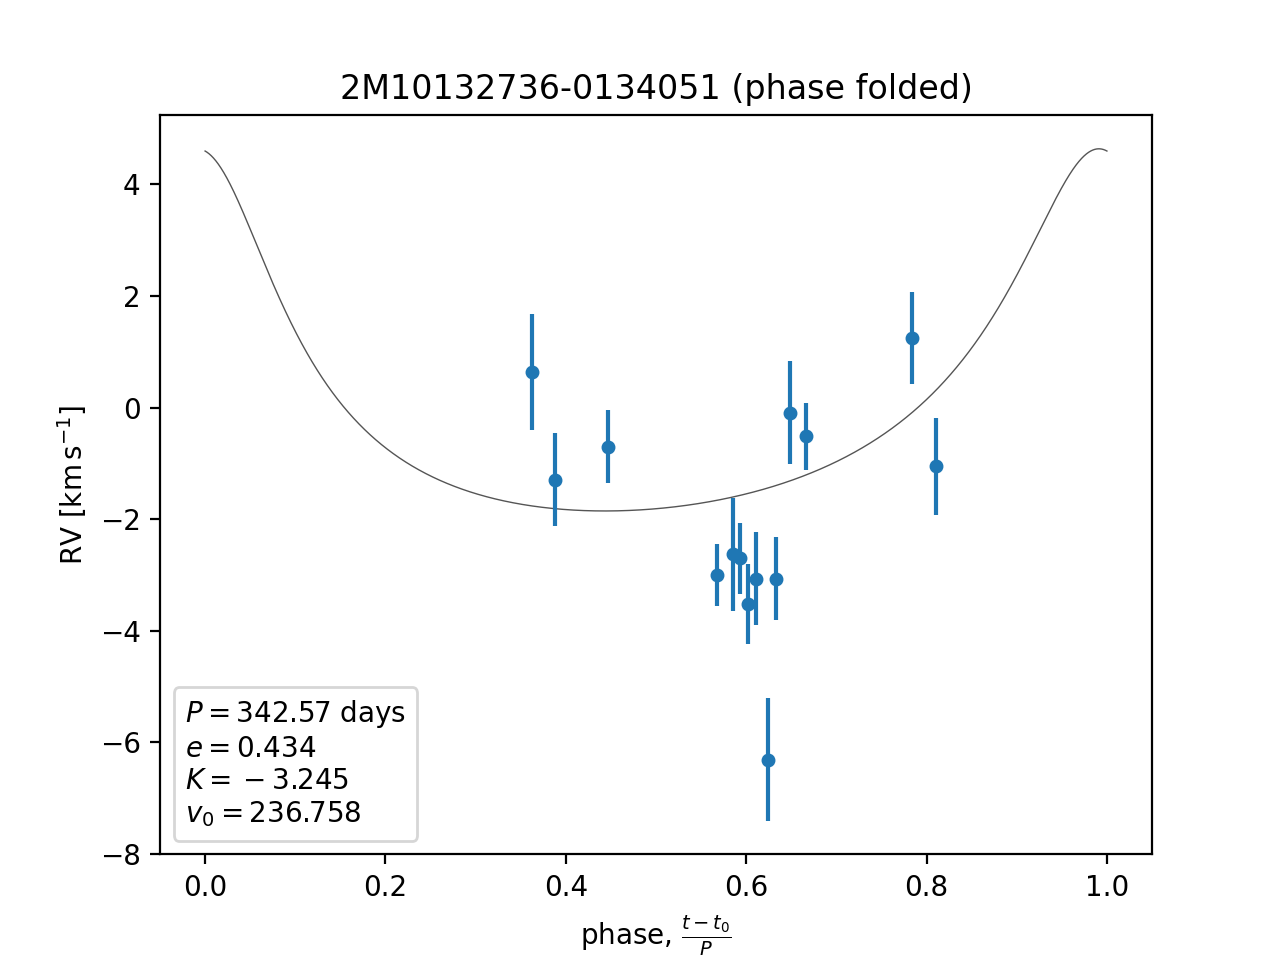 2M10132736-0134051 (phase folded)
4
2
0
−2
−4
−6
−8
RV [km s⁻¹]
P = 342.57 days
e = 0.434
K = −3.245
v₀ = 236.758
0.0 0.2 0.4 0.6 0.8 1.0
phase, (t − t₀)/P